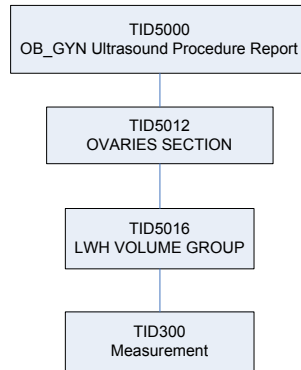 TID5000
OB_GYN Ultrasound Procedure Report
TID5012
OVARIES SECTION
TID5016
LWH VOLUME GROUP
TID300
Measurement